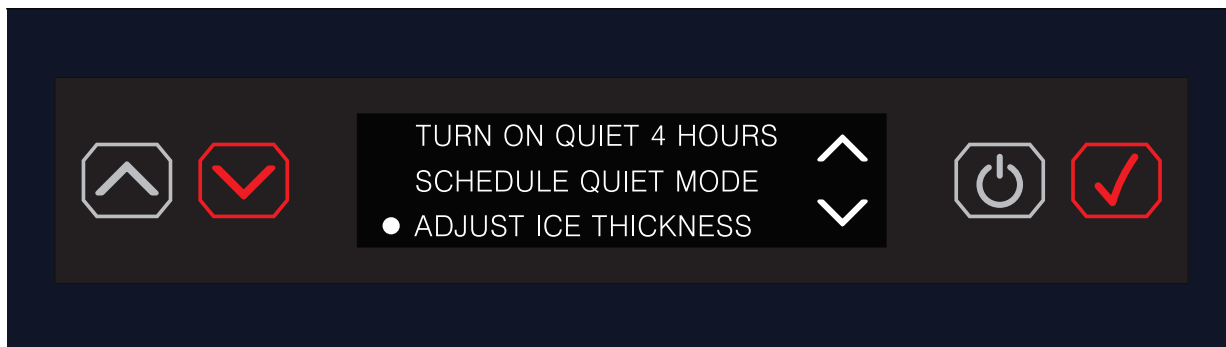 TURN ON QUIET 4 HOURS
SCHEDULE QUIET MODE
ADJUST ICE THICKNESS